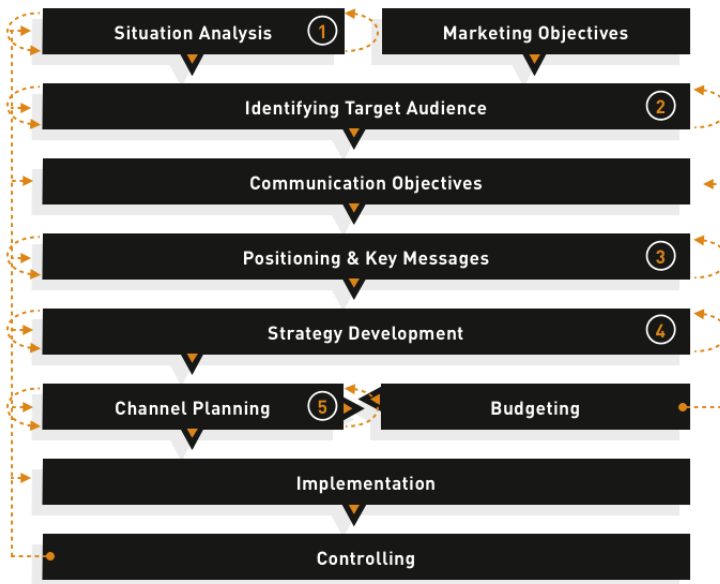 Situation Analysis 1
Marketing Objectives
Identifying Target Audience 2
Communication Objectives
Positioning & Key Messages 3
Strategy Development 4
Channel Planning 5
Budgeting
Implementation
Controlling